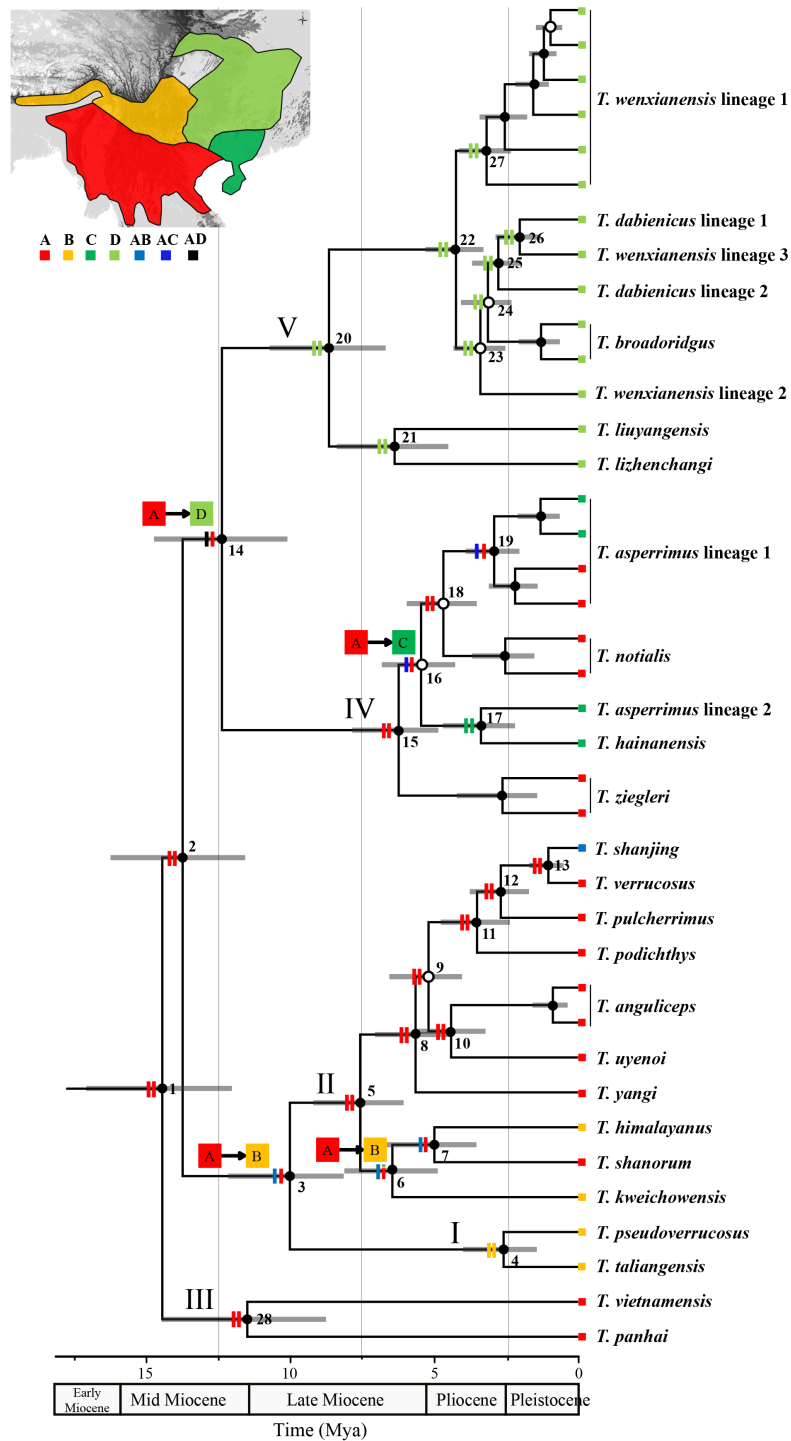 A B C D AB AC AD
T. wenxianensis lineage 1
27
T. dabienicus lineage 1
26
22
T. wenxianensis lineage 3
25
T. dabienicus lineage 2
24
V
20
T. broadoridgus
23
T. wenxianensis lineage 2
T. liuyangensis
21
T. lizhenchangi
A D
14
T. asperrimus lineage 1
19
18
A C
T. notialis
16
IV
T. asperrimus lineage 2
17
15
T. hainanensis
T. ziegleri
2
T. shanjing
13
12
T. verrucosus
T. pulcherrimus
11
T. podichthys
9
T. anguliceps
8
10
T. uyenoi
1
II
5
T. yangi
T. himalayanus
A B A B
7
T. shanorum
3
6
T. kweichowensis
I
T. pseudoverrucosus
4
T. taliangensis
III
T. vietnamensis
28
T. panhai
15 10 5 0
Early
Miocene
Mid Miocene Late Miocene Pliocene Pleistocene
Time (Mya)